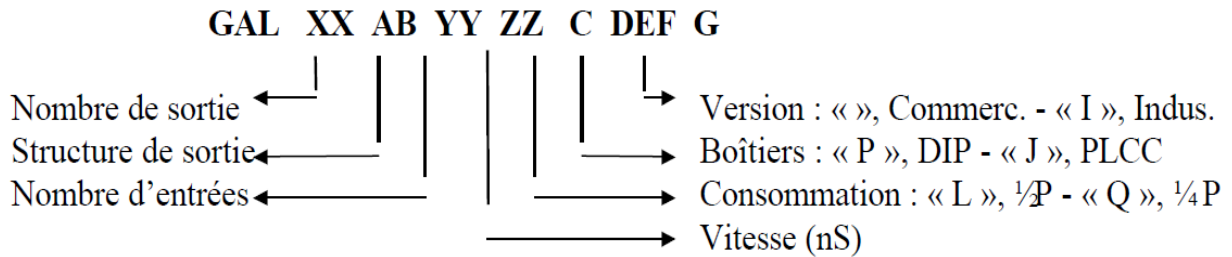 GAL XX AB YY ZZ C DEF G
Nombre de sortie
Version : « », Commerc. - « I », Indus.
Structure de sortie
Boîtiers : « P », DIP - « J », PLCC
Nombre d’entrées
Consommation : « L », ½P - « Q », ¼ P
Vitesse (nS)